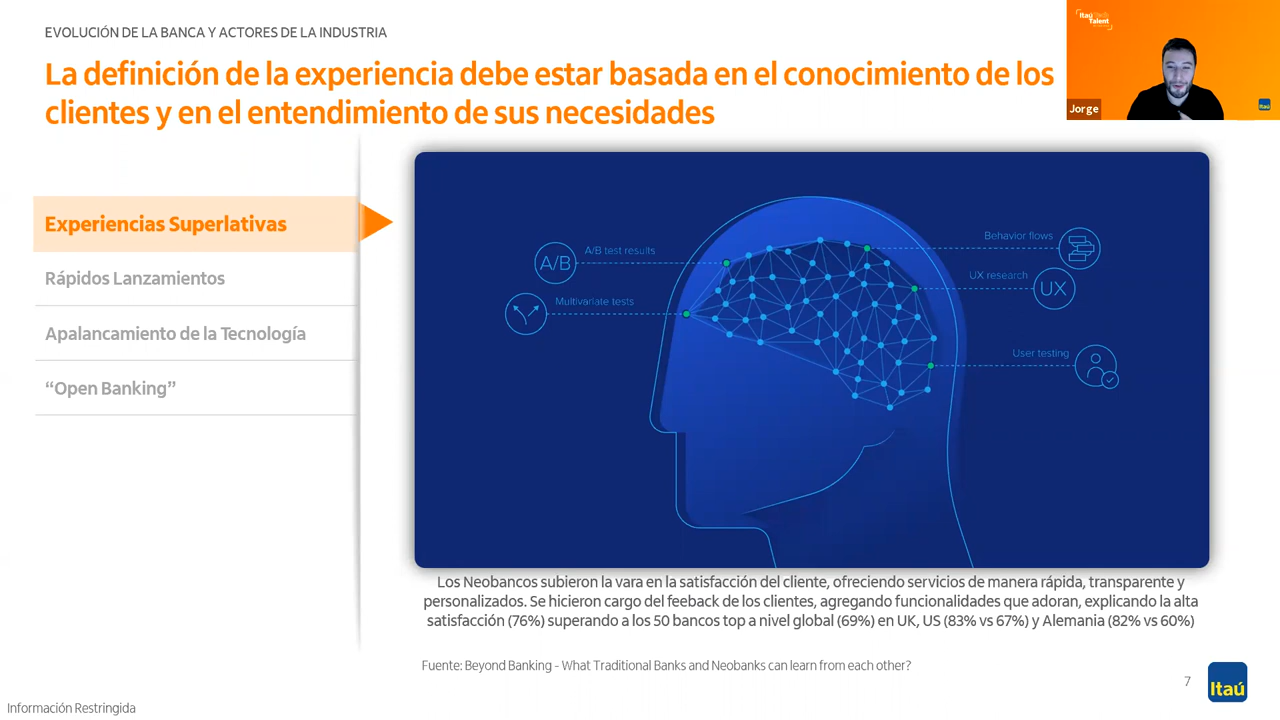 EVOLUCIÓN DE LA BANCA Y ACTORES DE LA INDUSTRIA
La definición de la experiencia debe estar basada en el conocimiento de los
clientes y en el entendimiento de sus necesidades
Itaú
Talent
Jorge
Itaú
Experiencias Superlativas
Rápidos Lanzamientos
Apalancamiento de la Tecnología
“Open Banking”
A/B
A/B test results
Multivariate tests
Behavior flows
UX research
UX
User testing
Los Neobancos subieron la vara en la satisfacción del cliente, ofreciendo servicios de manera rápida, transparente y
personalizados. Se hicieron cargo del feeback de los clientes, agregando funcionalidades que adoran, explicando la alta
satisfacción (76%) superando a los 50 bancos top a nivel global (69%) en UK, US (83% vs 67%) y Alemania (82% vs 60%)
Fuente: Beyond Banking - What Traditional Banks and Neobanks can learn from each other?
7
Itaú
Información Restringida